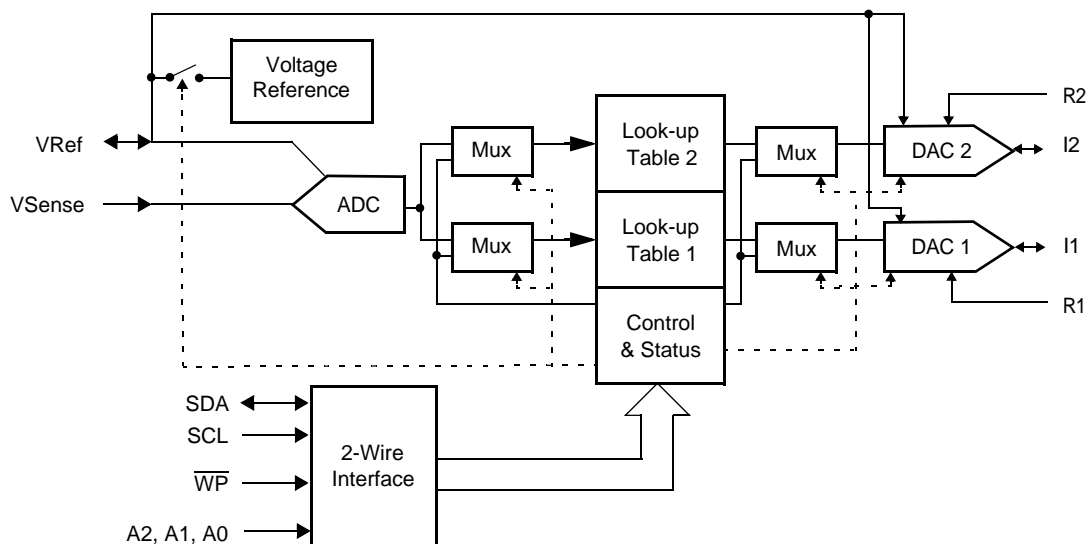 Voltage
Reference
VRef
VSense
ADC
Mux
Mux
Look-up
Table 2
Look-up
Table 1
Control
& Status
Mux
Mux
DAC 2
DAC 1
R2
I2
I1
R1
SDA
SCL
WP
A2, A1, A0
2-Wire
Interface